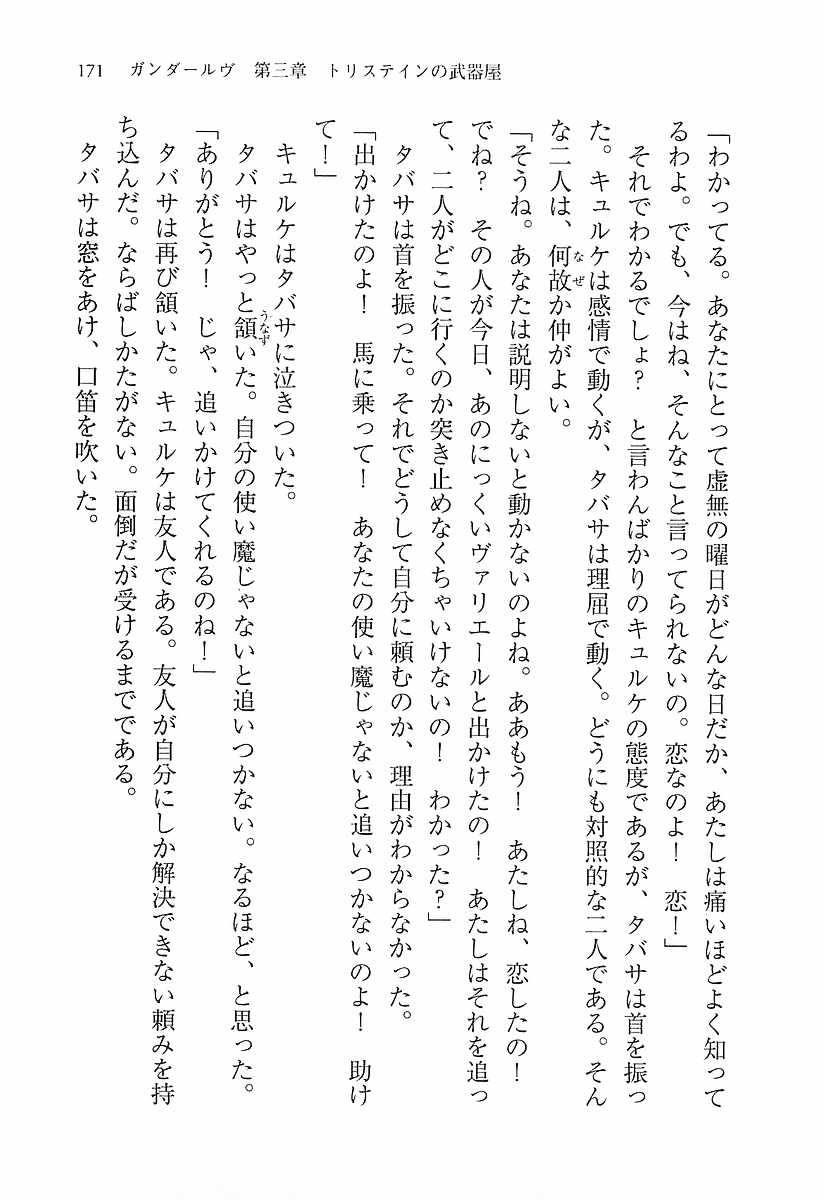 171　ガンダールヴ　第三章　トリステインの武器屋
「わかってる。あなたにとって虚無の曜日がどんな日だか、あたしは痛いほどよく知って
るわよ。でも、今はね、そんなこと言ってられないの。恋なのよ！　恋！」
　それでわかるでしょ？　と言わんばかりのキュルケの態度であるが、タバサは首を振っ
た。キュルケは感情で動くが、タバサは理屈で動く。どうにも対照的な二人である。そん
な二人は、何故か仲がよい。
「そうね。あなたは説明しないと動かないのよね。ああもう！　あたしね、恋したの！
でね？　その人が今日、あのにっくいヴァリエールと出かけたの！　あたしはそれを追っ
て、二人がどこに行くのか突き止めなくちゃいけないの！　わかった？」
　タバサは首を振った。それでどうして自分に頼むのか、理由がわからなかった。
「出かけたのよ！　馬に乗って！　あなたの使い魔じゃないと追いつかないのよ！　助け
て！」
　キュルケはタバサに泣きついた。
　タバサはやっと頷いた。自分の使い魔じゃないと追いつかない。なるほど、と思った。
「ありがとう！　じゃ、追いかけてくれるのね！」
　タバサは再び頷いた。キュルケは友人である。友人が自分にしか解決できない頼みを持
ち込んだ。ならばしかたがない。面倒だが受けるまでである。
　タバサは窓をあけ、口笛を吹いた。